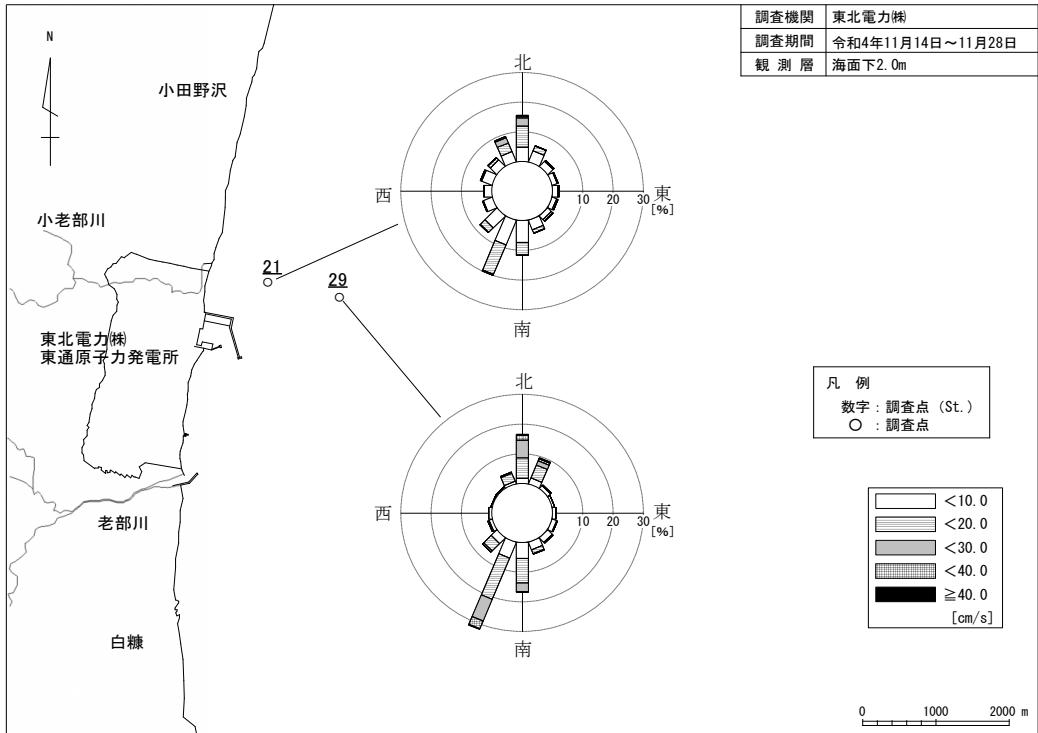 調査機関 東北電力㈱
調査期間 令和4年11月14日～11月28日
観測層 海面下2.0m
N
小田野沢
小老部川
21
29
東北電力㈱
東通原子力発電所
老部川
白糠
北
西
東
南
10 20 30
[%]
北
西
東
南
10 20 30
[%]
凡 例
数字：調査点（St.）
○ ：調査点
＜10.0
＜20.0
＜30.0
＜40.0
≧40.0
[cm/s]
0 1000 2000 m